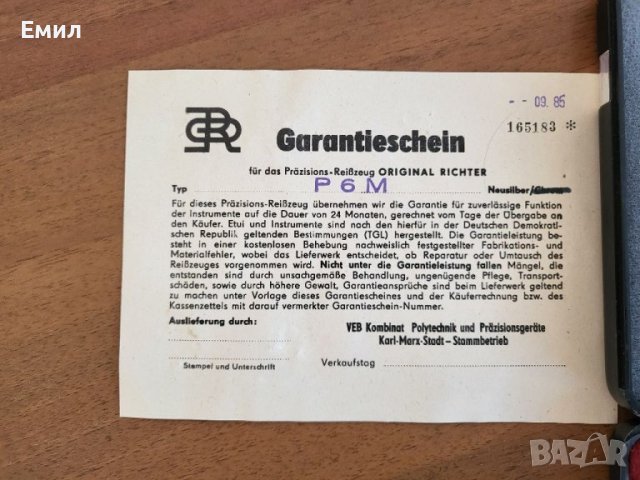 Емил
- - 09. 85
165183 *
Garantieschein
für das Präzisions-Reißzeug ORIGINAL RICHTER
Typ P 6 M Neusilber/Chrom
Für dieses Präzisions-Reißzeug übernehmen wir die Garantie für zuverlässige Funktion
der Instrumente auf die Dauer von 24 Monaten, gerechnet vom Tage der Übergabe an
den Käufer. Etui und Instrumente sind nach den hierfür in der Deutschen Demokrati-
schen Republik geltenden Bestimmungen (TGL) hergestellt. Die Garantieleistung be-
steht in einer kostenlosen Behebung nachweislich festgestellter Fabrikations- und
Materialfehler, wobei das Lieferwerk entscheidet, ob Reparatur oder Umtausch des
Reißzeuges vorgenommen wird. Nicht unter die Garantieleistung fallen Mängel, die
entstanden sind durch unsachgemäße Behandlung, ungenügende Pflege, Transport-
schäden, sowie durch höhere Gewalt, Garantieansprüche sind beim Lieferwerk geltend
zu machen unter Vorlage dieses Garantiescheines und der Käuferrechnung bzw. des
Kassenzettels mit darauf vermerkter Garantieschein-Nummer.
Auslieferung durch:
VEB Kombinat Polytechnik und Präzisionsgeräte
Karl-Marx-Stadt – Stammbetrieb
Verkaufstag
Stempel und Unterschrift
BAZAR